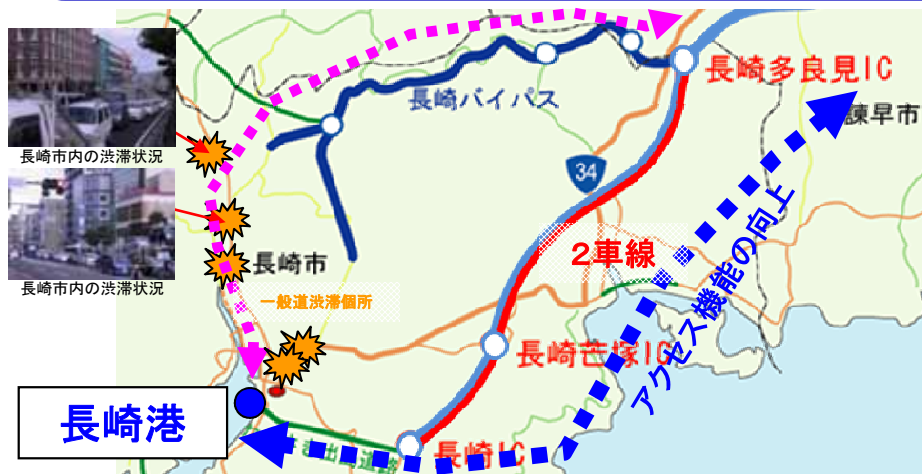 長崎多良見IC
長崎バイパス
諫早市
長崎市内の渋滞状況
34
アクセス機能の向上
2車線
長崎市
長崎市内の渋滞状況
一般道渋滞個所
長崎芒塚IC
長崎港
長崎IC